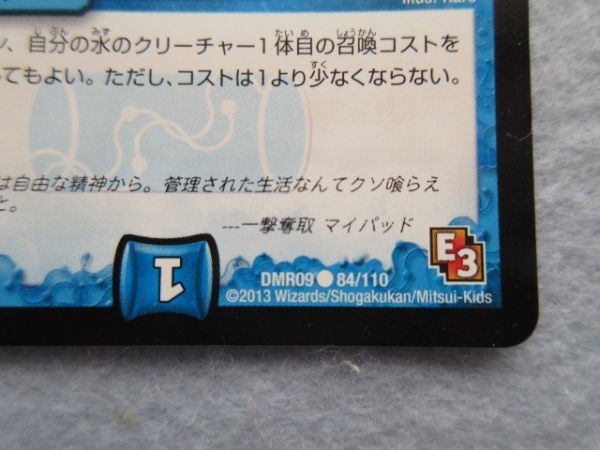 ン、自分の水のクリーチャー1体目の召喚コストを
てもよい。ただし、コストは1より少なくならない。
は自由な精神から。管理された生活なんてクソ喰らえ
と。
---一撃奪取 マイパッド
1
E3
DMR09 84/110
©2013 Wizards/Shogakukan/Mitsui-Kids